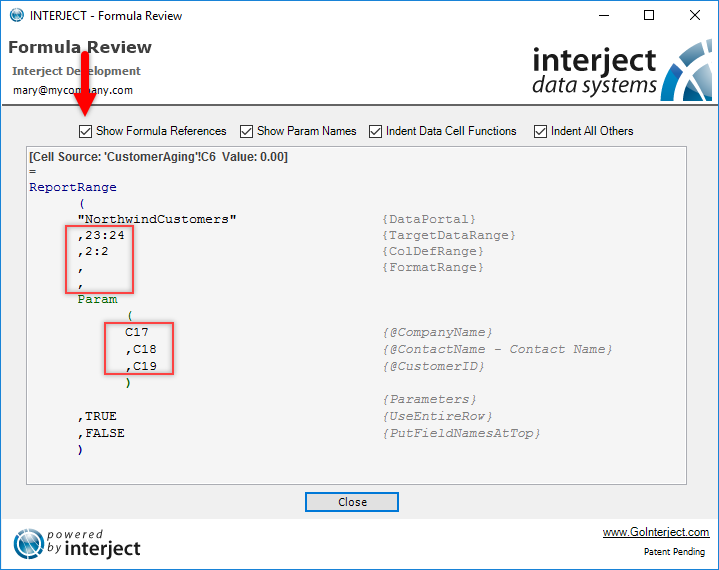 INTERJECT - Formula Review
Formula Review
Interject Development
mary@mycompany.com
interject
data systems
Show Formula References Show Param Names Indent Data Cell Functions Indent All Others
[Cell Source: 'CustomerAging'!C6 Value: 0.00]
=
ReportRange
(
"NorthwindCustomers" {DataPortal}
,23:24 {TargetDataRange}
,2:2 {ColDefRange}
, {FormatRange}
,
Param
(
C17 {@CompanyName}
,C18 {@ContactName - Contact Name}
,C19 {@CustomerID}
)
{Parameters}
,TRUE {UseEntireRow}
,FALSE {PutFieldNamesAtTop}
)
Close
powered
by interject
www.GoInterject.com
Patent Pending